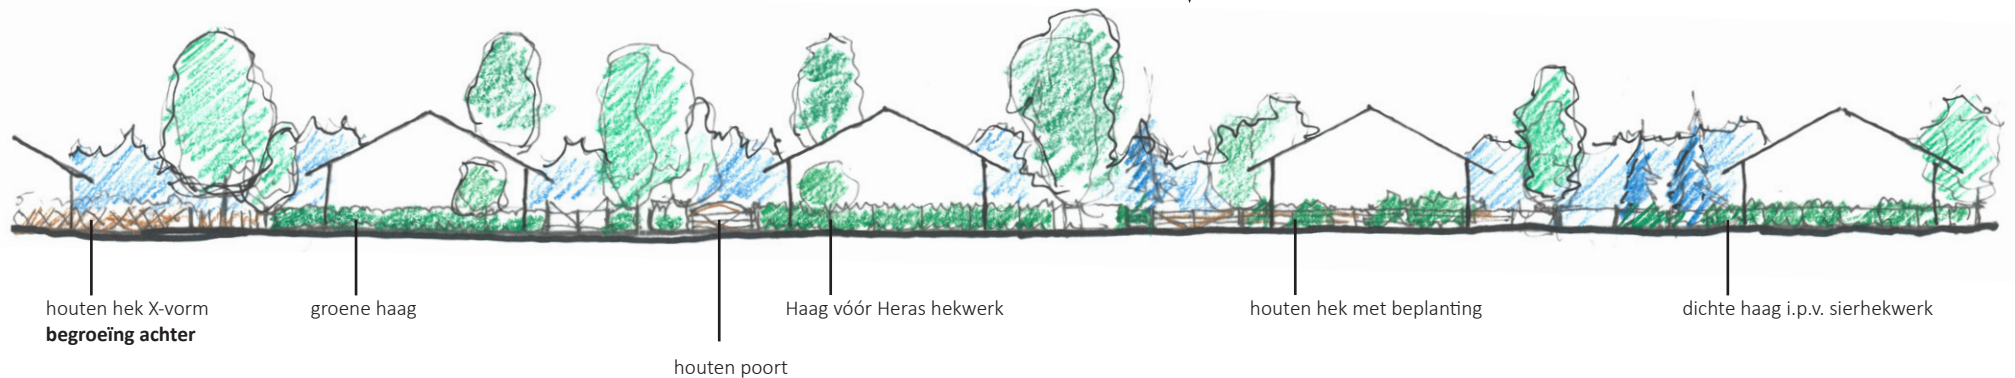 houten hek X-vorm
begroeïng achter
groene haag
houten poort
Haag vóór Heras hekwerk
houten hek met beplanting
dichte haag i.p.v. sierhekwerk